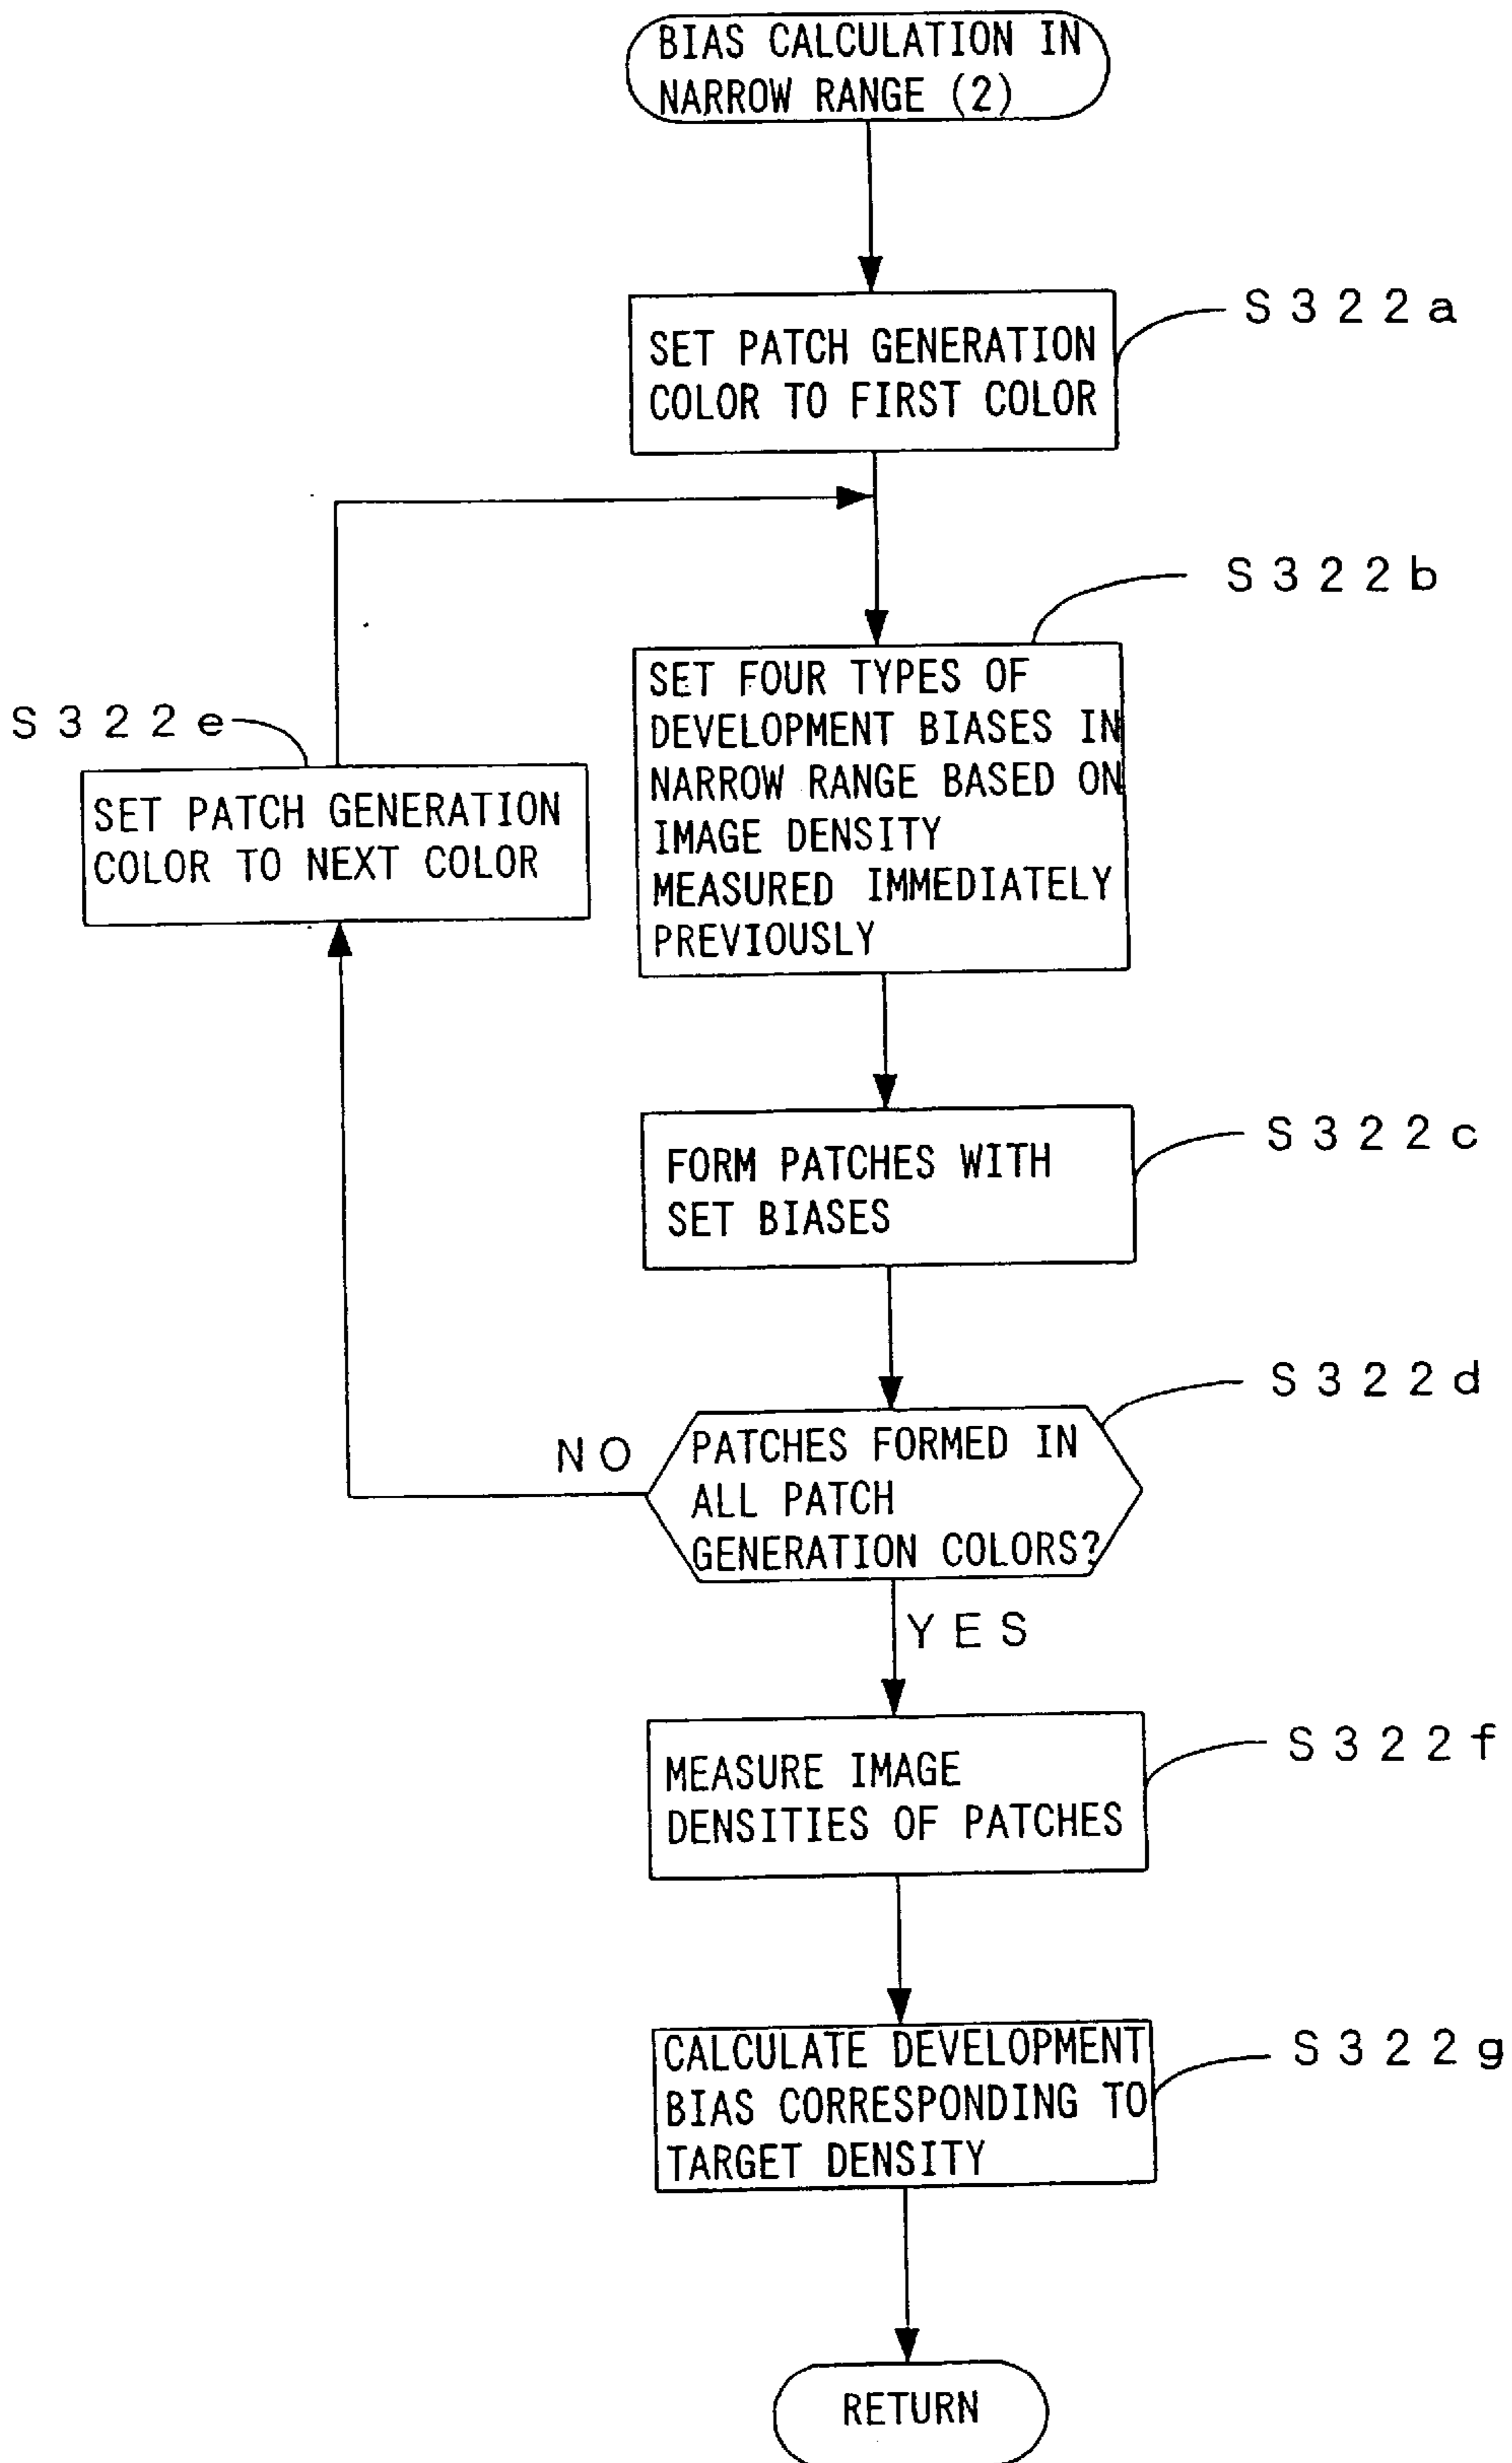 BIAS CALCULATION IN
NARROW RANGE (2)
SET PATCH GENERATION
COLOR TO FIRST COLOR
S322a
SET FOUR TYPES OF
DEVELOPMENT BIASES IN
NARROW RANGE BASED ON
IMAGE DENSITY
MEASURED IMMEDIATELY
PREVIOUSLY
S322b
S322e
SET PATCH GENERATION
COLOR TO NEXT COLOR
FORM PATCHES WITH
SET BIASES
S322c
PATCHES FORMED IN
ALL PATCH
GENERATION COLORS?
S322d
NO
YES
MEASURE IMAGE
DENSITIES OF PATCHES
S322f
CALCULATE DEVELOPMENT
BIAS CORRESPONDING TO
TARGET DENSITY
S322g
RETURN